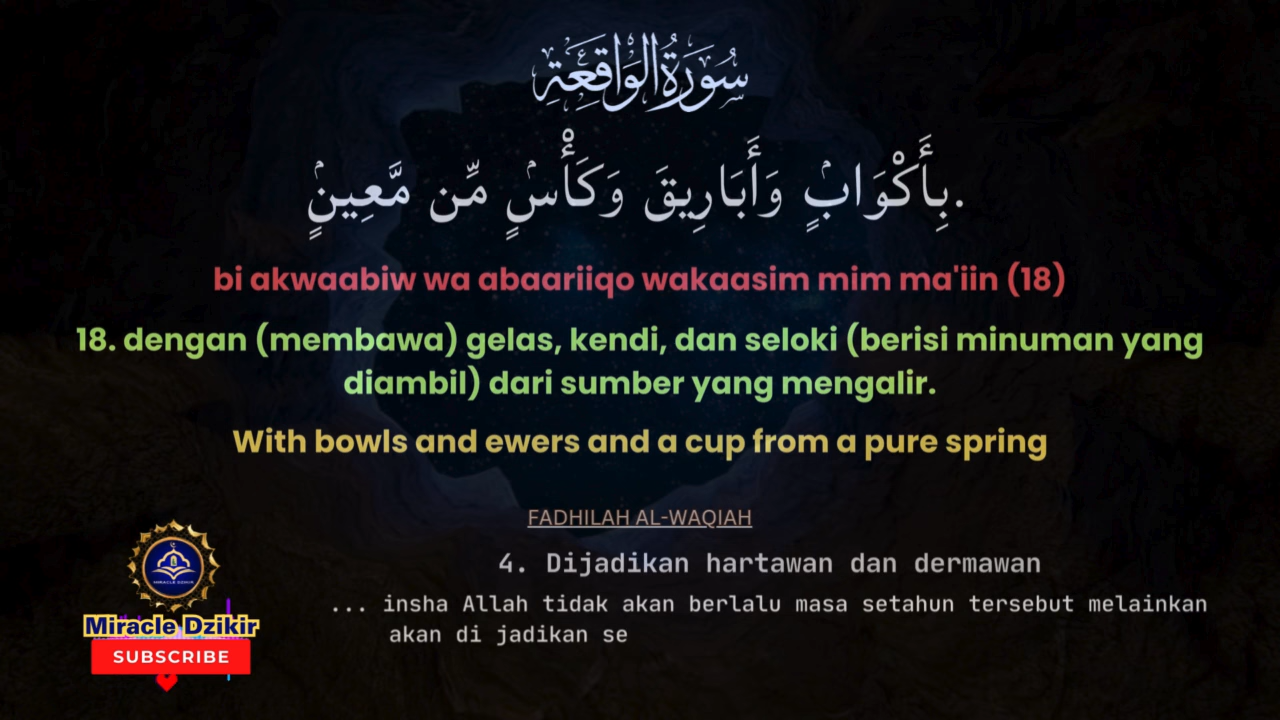 سُورَةُ الوَاقِعَةِ
بِأَكْوَابٍۢ وَأَبَارِيقَ وَكَأْسٍۢ مِّن مَّعِينٍۢ.
bi akwaabiw wa abaariiqo wakaasim mim ma'iin (18)
18. dengan (membawa) gelas, kendi, dan seloki (berisi minuman yang
diambil) dari sumber yang mengalir.
With bowls and ewers and a cup from a pure spring
FADHILAH AL-WAQIAH
4. Dijadikan hartawan dan dermawan
... insha Allah tidak akan berlalu masa setahun tersebut melainkan
akan di jadikan se
MIRACLE DZIKIR
Miracle Dzikir
SUBSCRIBE